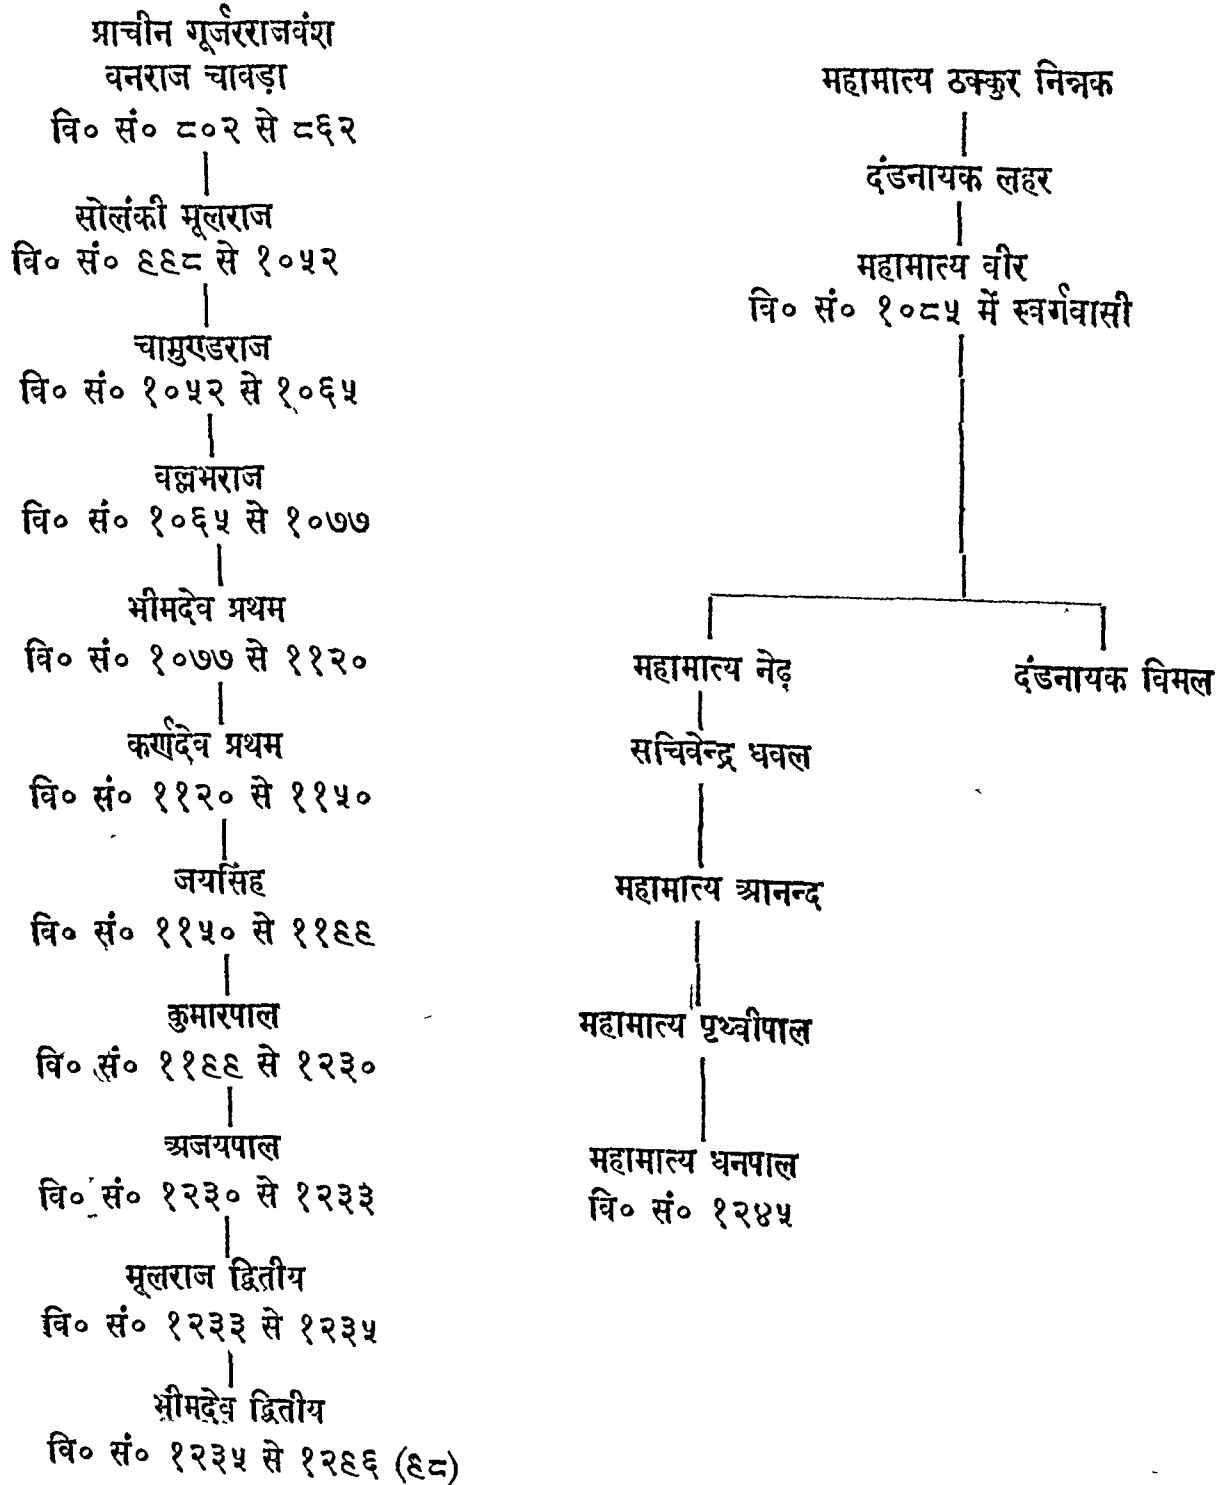 प्राचीन गूर्जरराजवंश
वनराज चावड़ा
वि० सं० ८०२ से ८६२
सोलंकी मूलराज
वि० सं० ९९८ से १०५२
चामुण्डराज
वि० सं० १०५२ से १०६५
वल्लभराज
वि० सं० १०६५ से १०७७
भीमदेव प्रथम
वि० सं० १०७७ से ११२०
कर्णदेव प्रथम
वि० सं० ११२० से ११५०
जयसिंह
वि० सं० ११५० से ११९९
कुमारपाल
वि० सं० ११९९ से १२३०
अजयपाल
वि० सं० १२३० से १२३३
मूलराज द्वितीय
वि० सं० १२३३ से १२३५
भीमदेव द्वितीय
वि० सं० १२३५ से १२९६ (९८)
महामात्य ठक्कुर निन्नक
दंडनायक लहर
महामात्य वीर
वि० सं० १०८५ में स्वर्गवासी
महामात्य नेढ़
दंडनायक विमल
सचिवेन्द्र धवल
महामात्य आनन्द
महामात्य पृथ्वीपाल
महामात्य धनपाल
वि० सं० १२४५